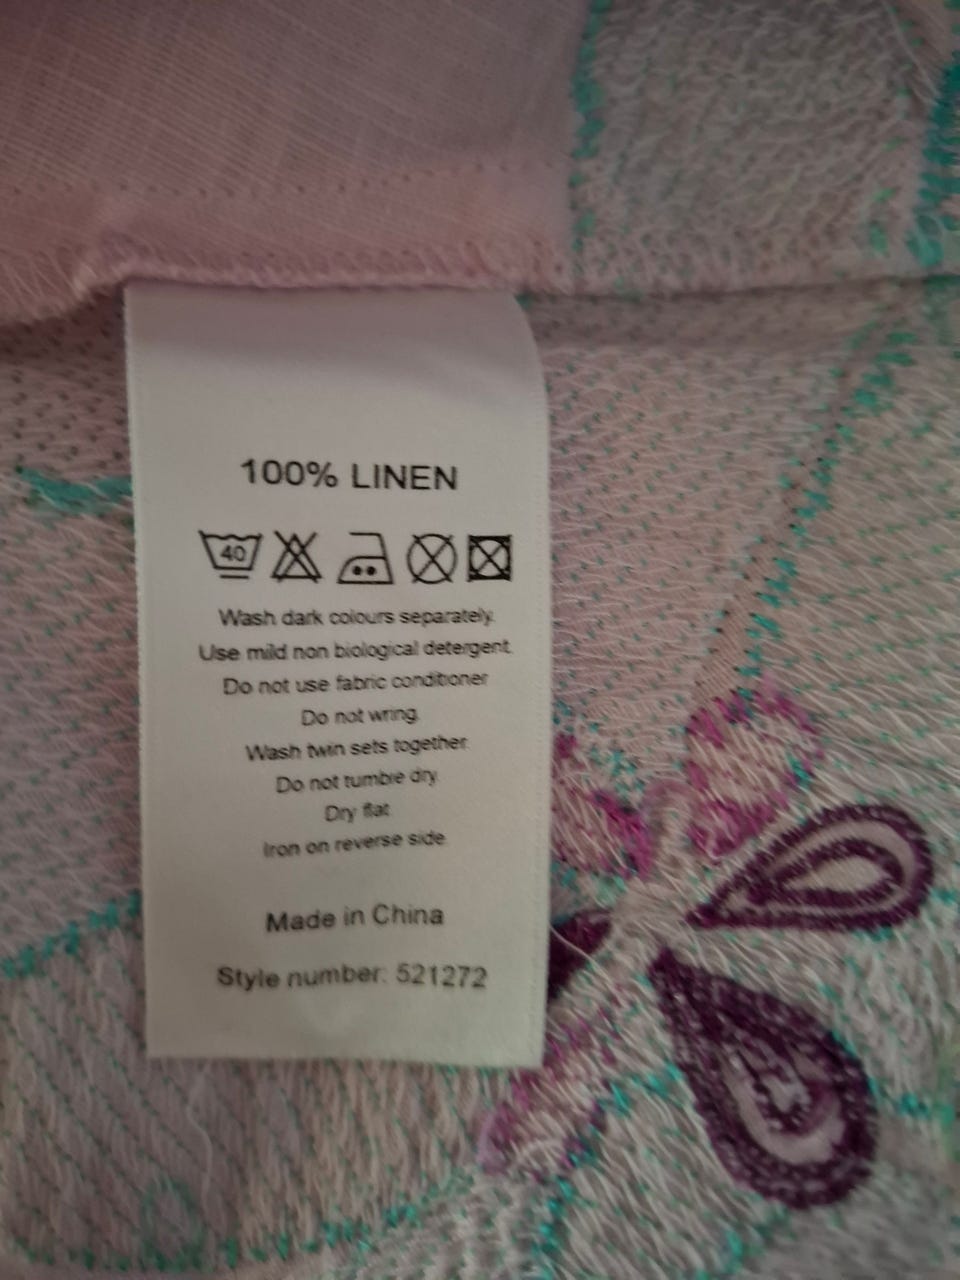 100% LINEN
40
Wash dark colours separately.
Use mild non biological detergent.
Do not use fabric conditioner
Do not wring.
Wash twin sets together.
Do not tumble dry.
Dry flat.
Iron on reverse side.
Made in China
Style number: 521272